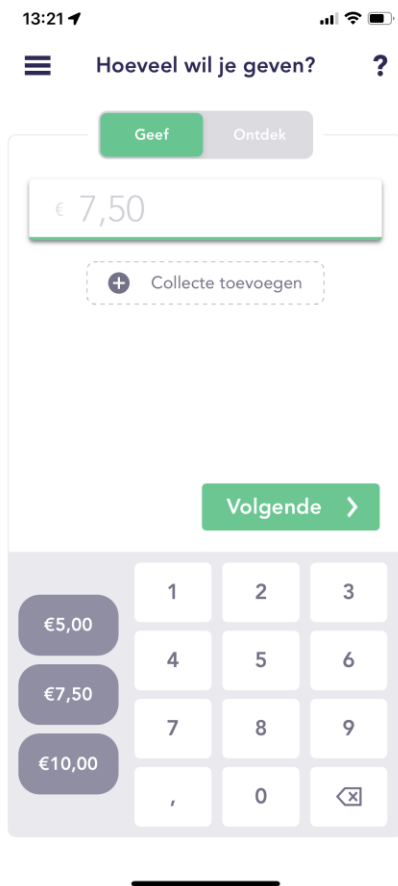 13:21
Hoeveel wil je geven? ?
Geef Ontdek
€ 7,50
Collecte toevoegen
Volgende
1 2 3
€5,00
4 5 6
€7,50
7 8 9
€10,00
, 0